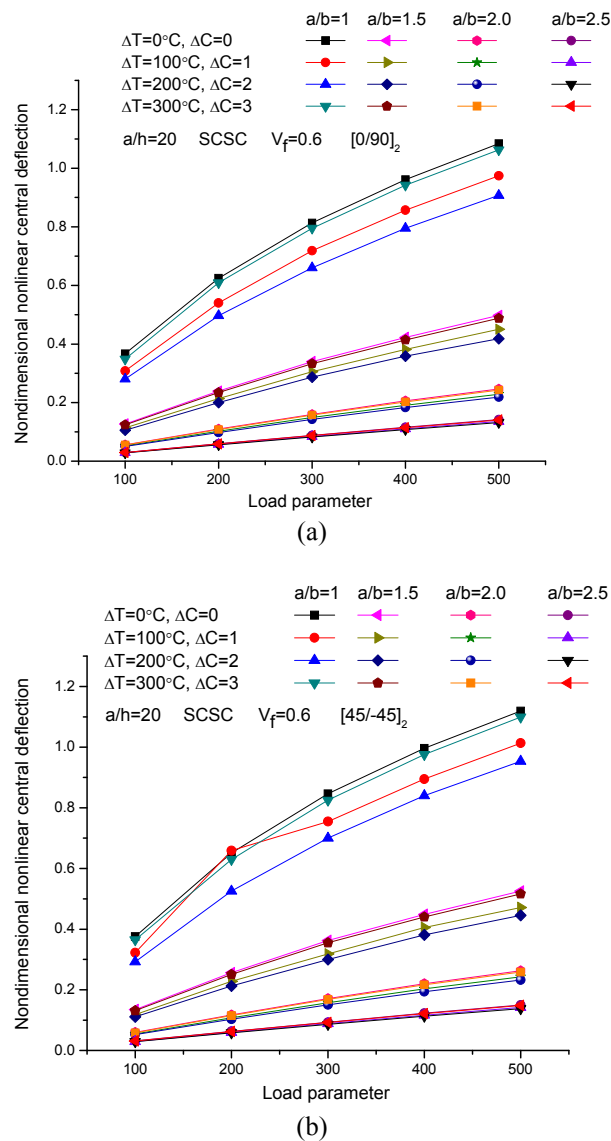 a/b=1 a/b=1.5 a/b=2.0 a/b=2.5
ΔT=0°C, ΔC=0
ΔT=100°C, ΔC=1
ΔT=200°C, ΔC=2
ΔT=300°C, ΔC=3
a/h=20 SCSC V_f=0.6 [0/90]₂
Nondimensional nonlinear central deflection
1.2
1.0
0.8
0.6
0.4
0.2
0.0
100 200 300 400 500
Load parameter
(a)
a/b=1 a/b=1.5 a/b=2.0 a/b=2.5
ΔT=0°C, ΔC=0
ΔT=100°C, ΔC=1
ΔT=200°C, ΔC=2
ΔT=300°C, ΔC=3
a/h=20 SCSC V_f=0.6 [45/-45]₂
Nondimensional nonlinear central deflection
1.2
1.0
0.8
0.6
0.4
0.2
0.0
100 200 300 400 500
Load parameter
(b)